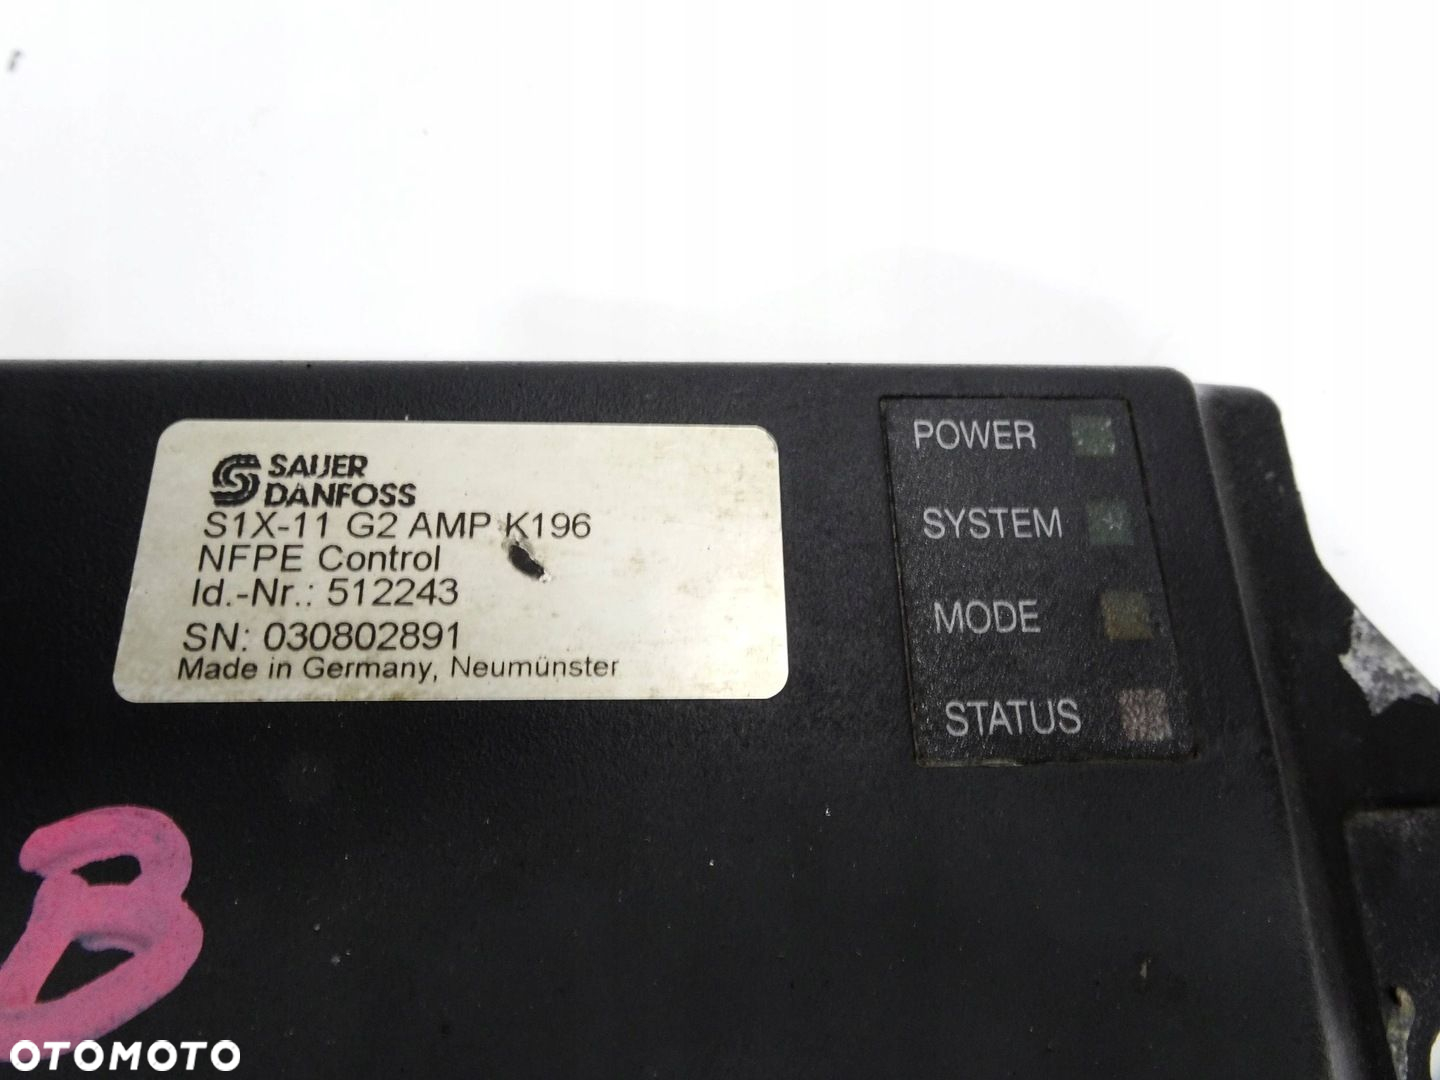 SAUER
DANFOSS
S1X-11 G2 AMP K196
NFPE Control
Id.-Nr.: 512243
SN: 030802891
Made in Germany, Neumünster
POWER
SYSTEM
MODE
STATUS
B
OTOMOTO